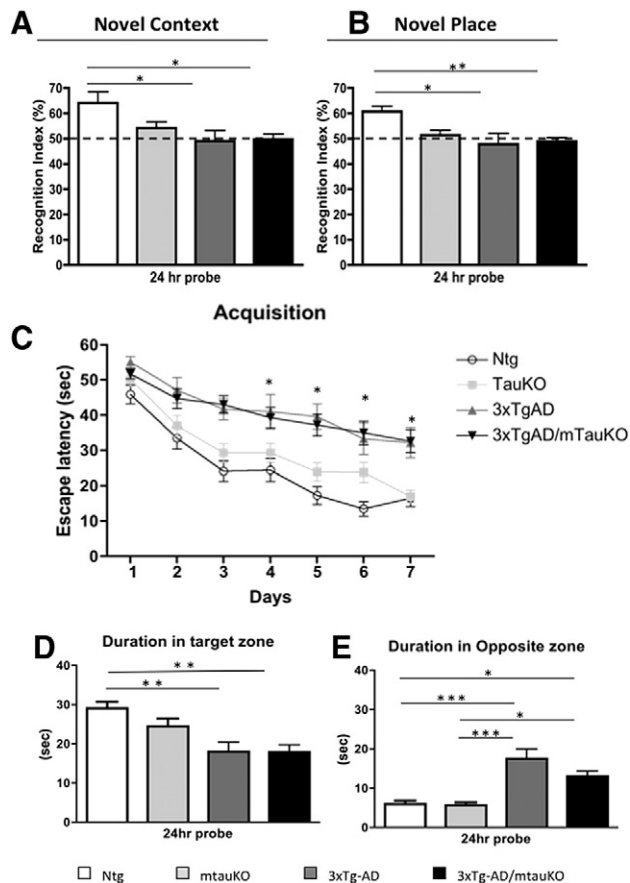 A
Novel Context
B
Novel Place
*
*
**
*
Recognition Index (%)
70
60
50
40
30
20
10
0
24 hr probe
Recognition Index (%)
70
60
50
40
30
20
10
0
24 hr probe
C
Acquisition
Escape latency (sec)
60
50
40
30
20
10
0
* * * *
1 2 3 4 5 6 7
Days
Ntg
TauKO
3xTgAD
3xTgAD/mTauKO
D
Duration in target zone
(sec)
40
30
20
10
0
* *
* *
24hr probe
E
Duration in Opposite zone
(sec)
40
30
20
10
0
*
***
*
***
24hr probe
Ntg mtauKO 3xTg-AD 3xTg-AD/mtauKO